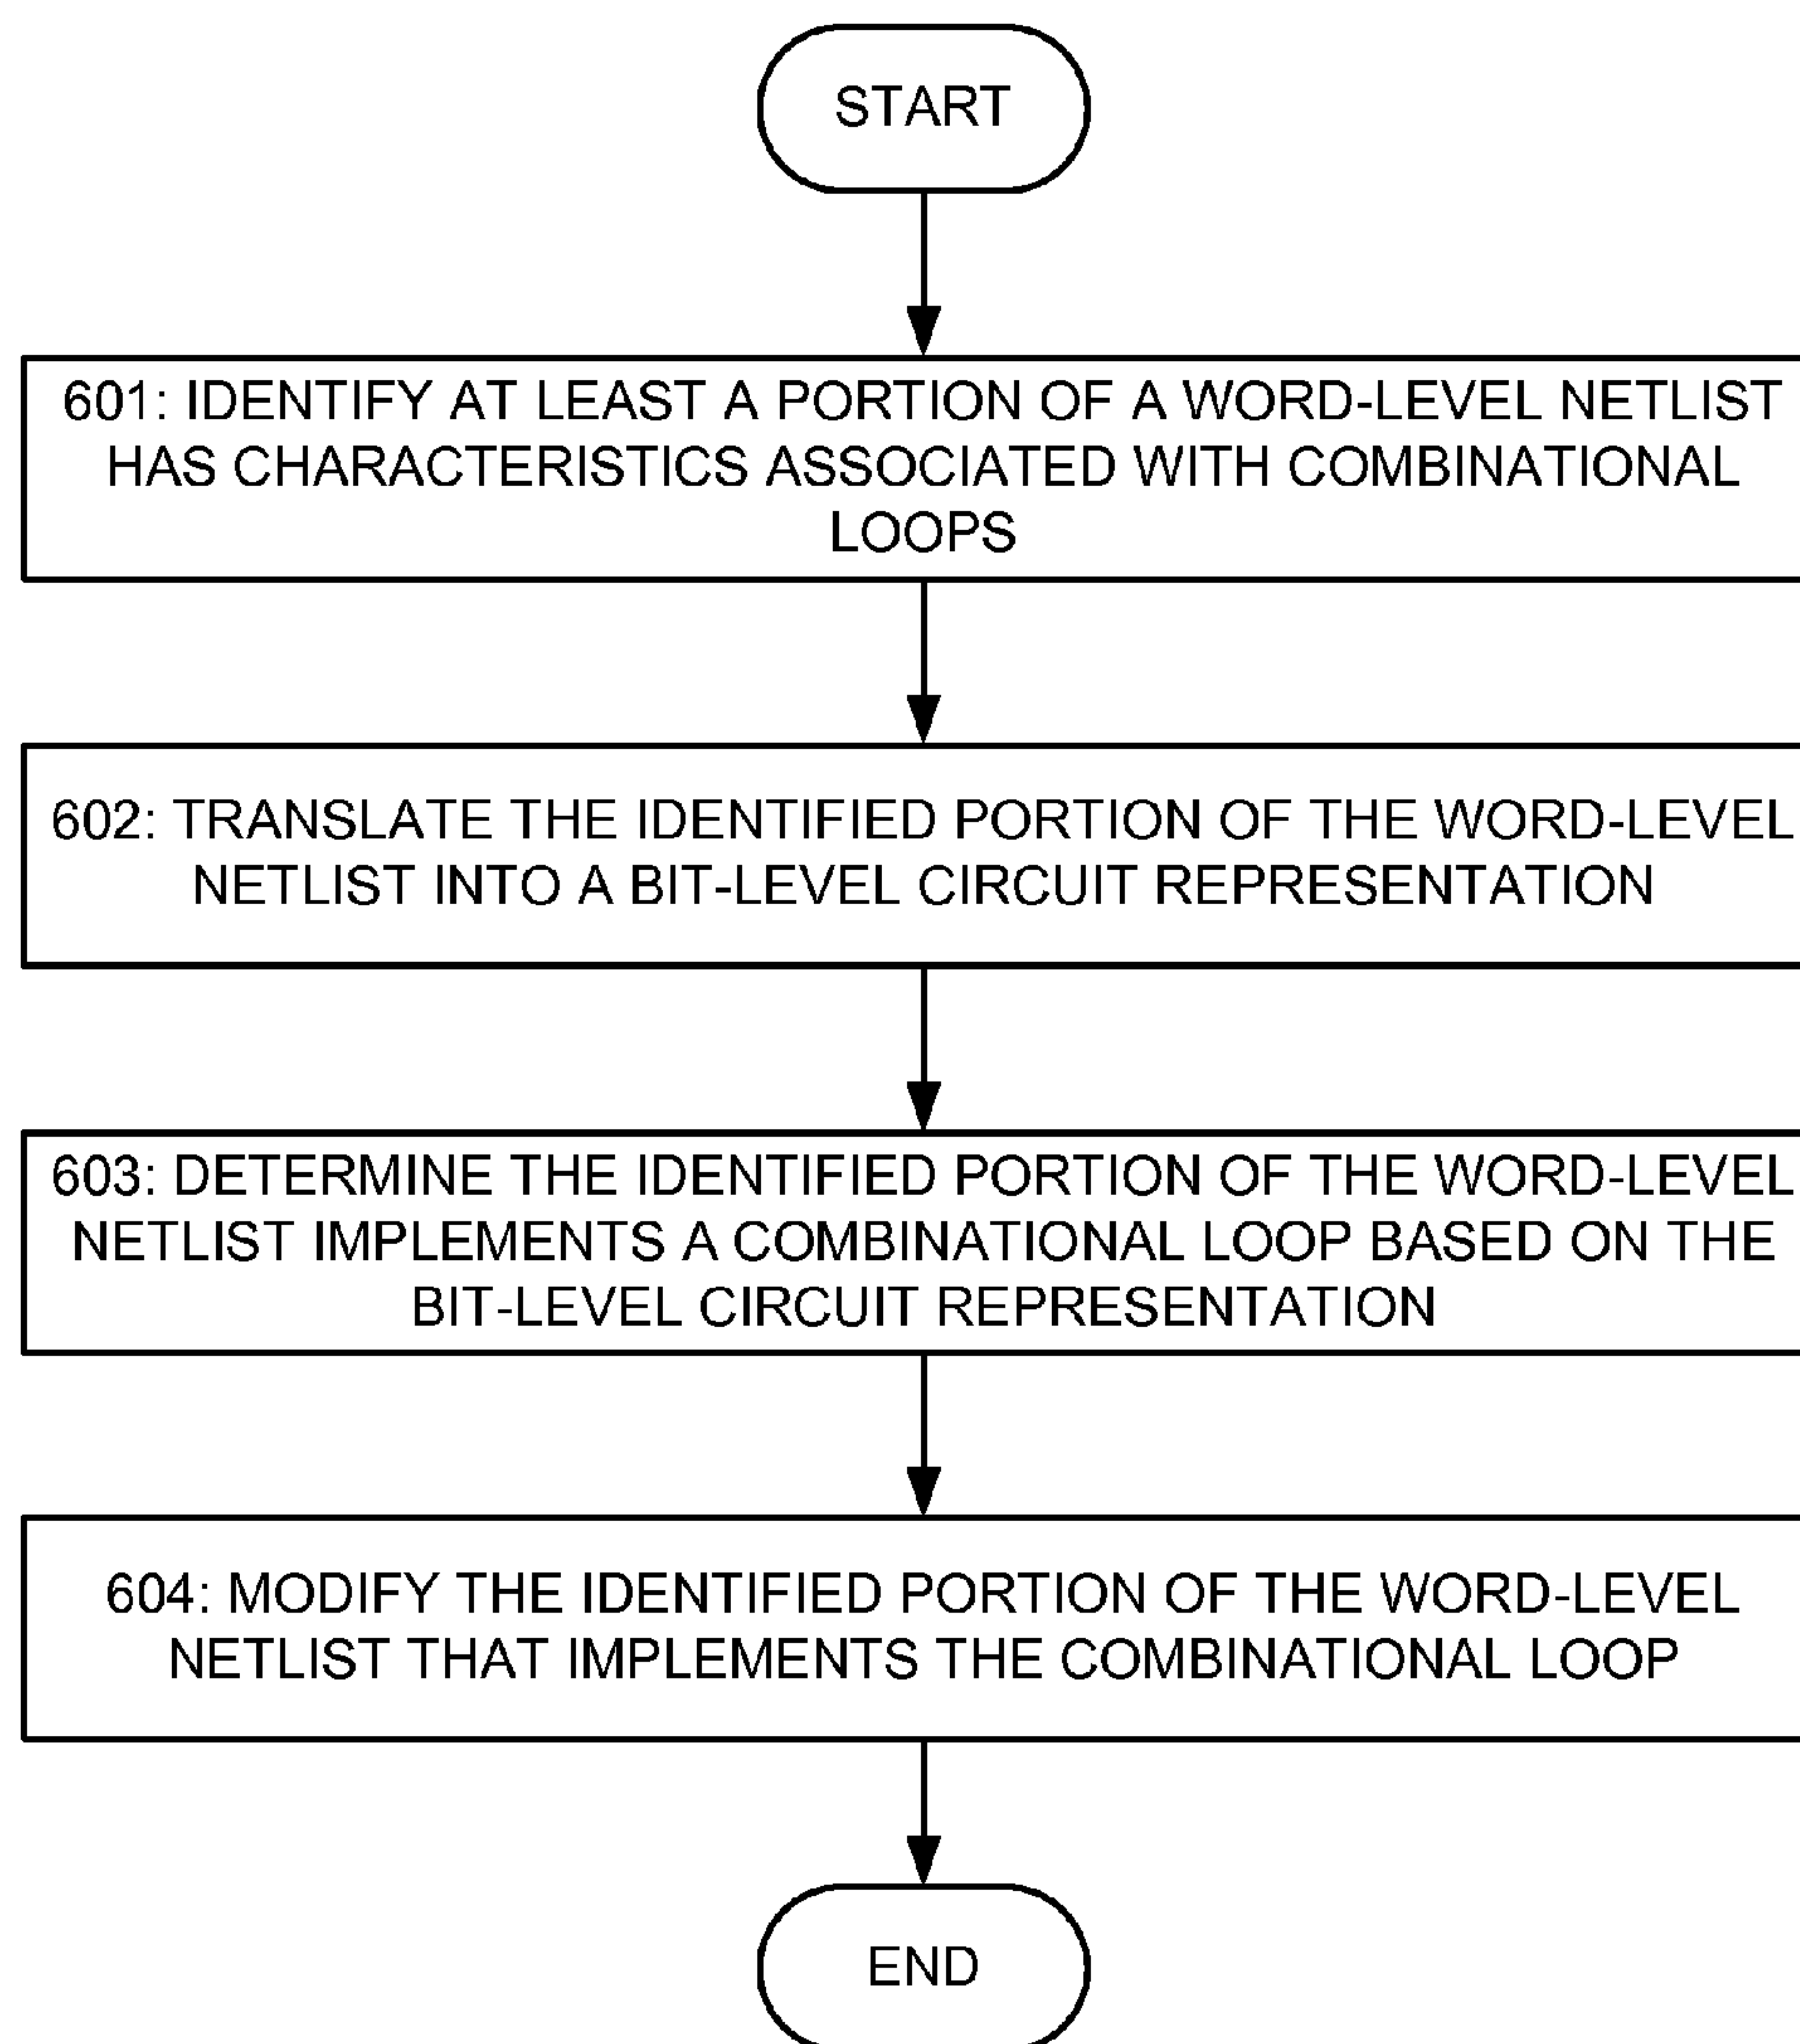 START
601: IDENTIFY AT LEAST A PORTION OF A WORD-LEVEL NETLIST
HAS CHARACTERISTICS ASSOCIATED WITH COMBINATIONAL
LOOPS
602: TRANSLATE THE IDENTIFIED PORTION OF THE WORD-LEVEL
NETLIST INTO A BIT-LEVEL CIRCUIT REPRESENTATION
603: DETERMINE THE IDENTIFIED PORTION OF THE WORD-LEVEL
NETLIST IMPLEMENTS A COMBINATIONAL LOOP BASED ON THE
BIT-LEVEL CIRCUIT REPRESENTATION
604: MODIFY THE IDENTIFIED PORTION OF THE WORD-LEVEL
NETLIST THAT IMPLEMENTS THE COMBINATIONAL LOOP
END